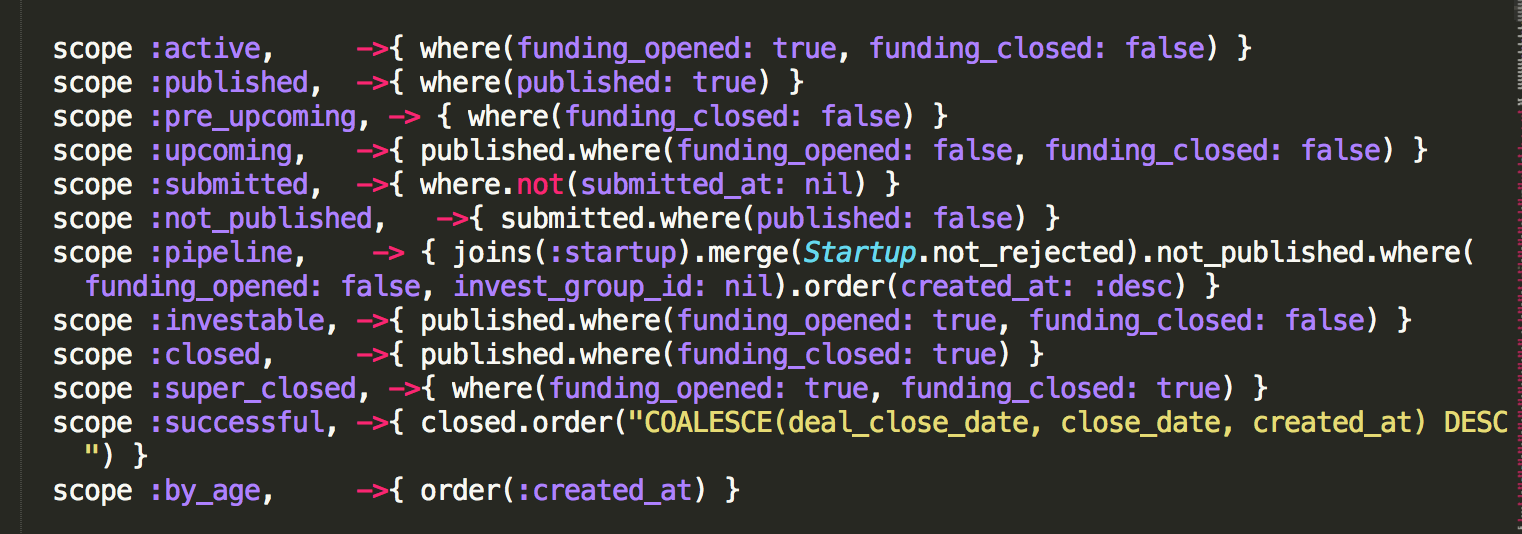 scope :active,     ->{ where(funding_opened: true, funding_closed: false) }
scope :published,  ->{ where(published: true) }
scope :pre_upcoming, -> { where(funding_closed: false) }
scope :upcoming,   ->{ published.where(funding_opened: false, funding_closed: false) }
scope :submitted,  ->{ where.not(submitted_at: nil) }
scope :not_published,   ->{ submitted.where(published: false) }
scope :pipeline,    -> { joins(:startup).merge(Startup.not_rejected).not_published.where(
  funding_opened: false, invest_group_id: nil).order(created_at: :desc) }
scope :investable, ->{ published.where(funding_opened: true, funding_closed: false) }
scope :closed,     ->{ published.where(funding_closed: true) }
scope :super_closed, ->{ where(funding_opened: true, funding_closed: true) }
scope :successful, ->{ closed.order("COALESCE(deal_close_date, close_date, created_at) DESC
  ") }
scope :by_age,     ->{ order(:created_at) }